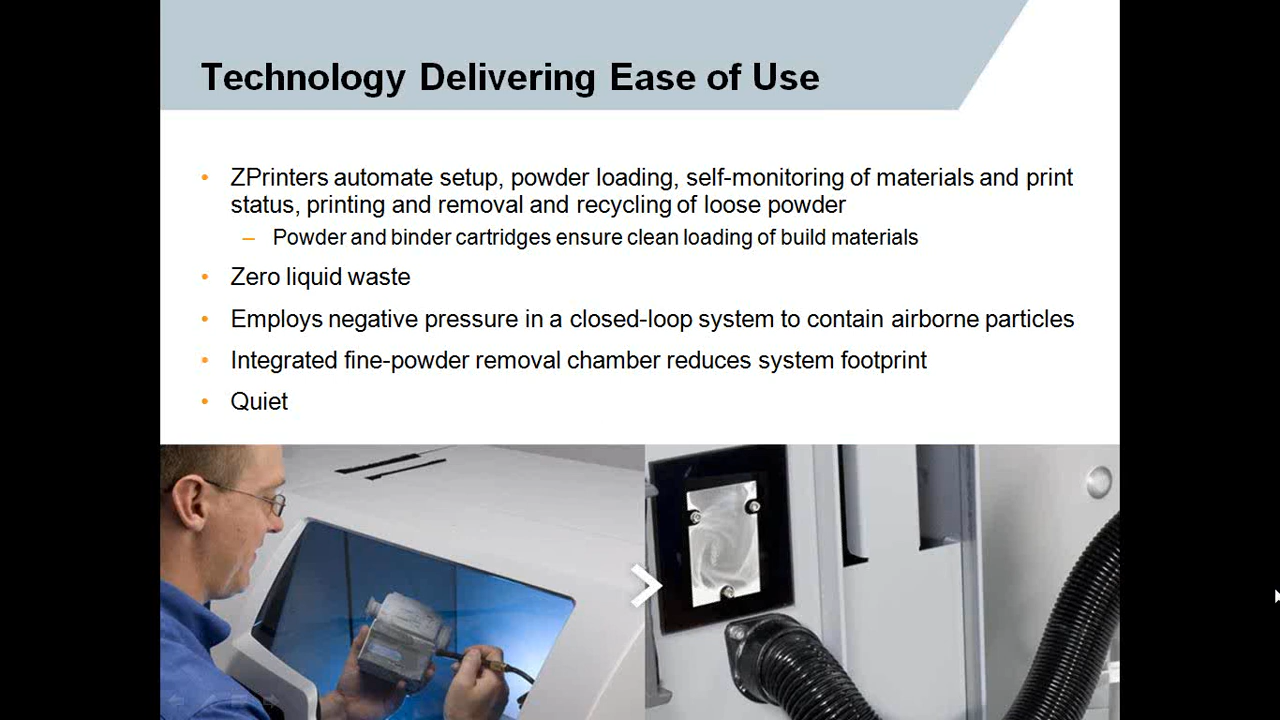 Technology Delivering Ease of Use
• ZPrinters automate setup, powder loading, self-monitoring of materials and print
status, printing and removal and recycling of loose powder
– Powder and binder cartridges ensure clean loading of build materials
• Zero liquid waste
• Employs negative pressure in a closed-loop system to contain airborne particles
• Integrated fine-powder removal chamber reduces system footprint
• Quiet